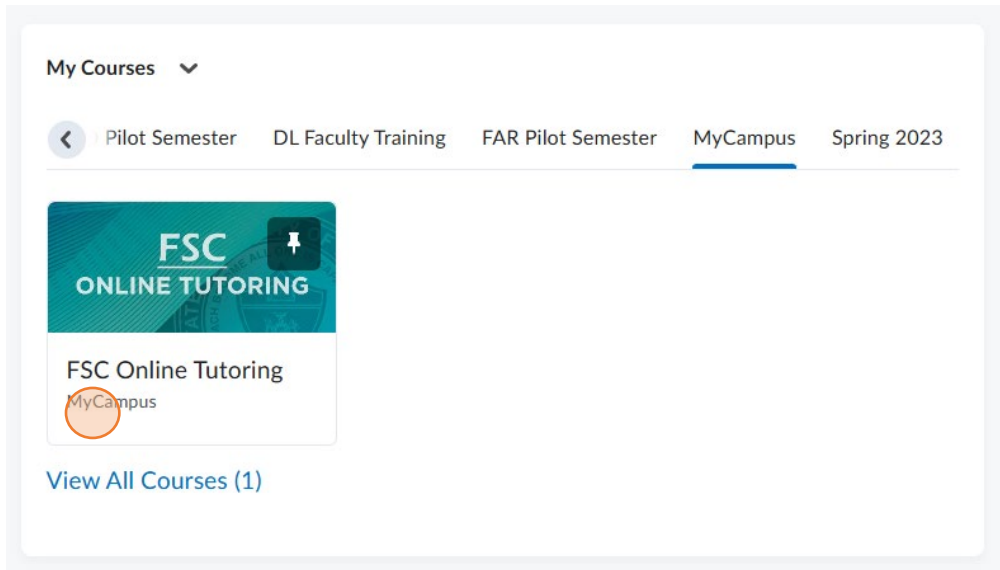 My Courses
Pilot Semester DL Faculty Training FAR Pilot Semester MyCampus Spring 2023
FSC
ONLINE TUTORING
FSC Online Tutoring
MyCampus
View All Courses (1)